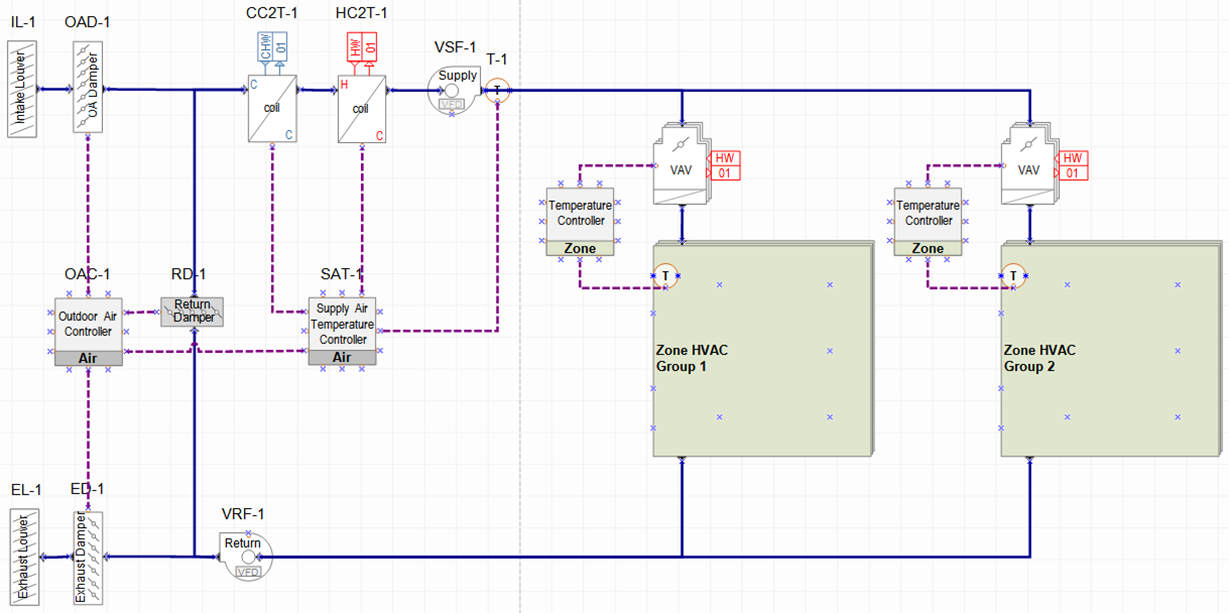 IL-1
OAD-1
CC2T-1
HC2T-1
VSF-1
T-1
Intake Louver
OA Damper
CHW
01
C
coil
C
HW
01
H
coil
C
Supply
VFD
T
VAV
HW
01
VAV
HW
01
Temperature
Controller
Zone
Temperature
Controller
Zone
OAC-1
RD-1
SAT-1
Outdoor Air
Controller
Air
Return
Damper
Supply Air
Temperature
Controller
Air
T
Zone HVAC
Group 1
T
Zone HVAC
Group 2
EL-1
ED-1
VRF-1
Exhaust Louver
Exhaust Damper
Return
VFD